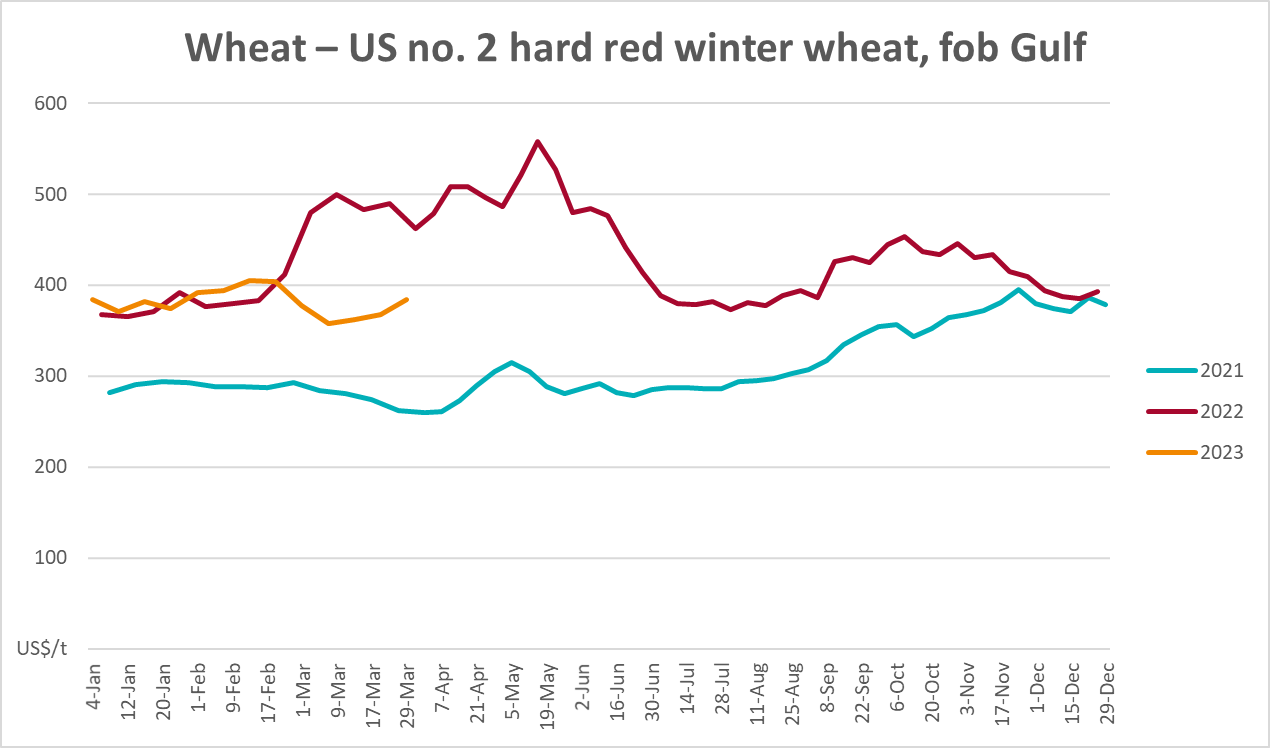 Wheat – US no. 2 hard red winter wheat, fob Gulf
600
500
400
300
200
100
US$/t
4-Jan
12-Jan
20-Jan
1-Feb
9-Feb
17-Feb
1-Mar
9-Mar
17-Mar
29-Mar
7-Apr
21-Apr
5-May
19-May
2-Jun
16-Jun
30-Jun
14-Jul
28-Jul
11-Aug
25-Aug
8-Sep
22-Sep
6-Oct
20-Oct
3-Nov
17-Nov
1-Dec
15-Dec
29-Dec
2021
2022
2023